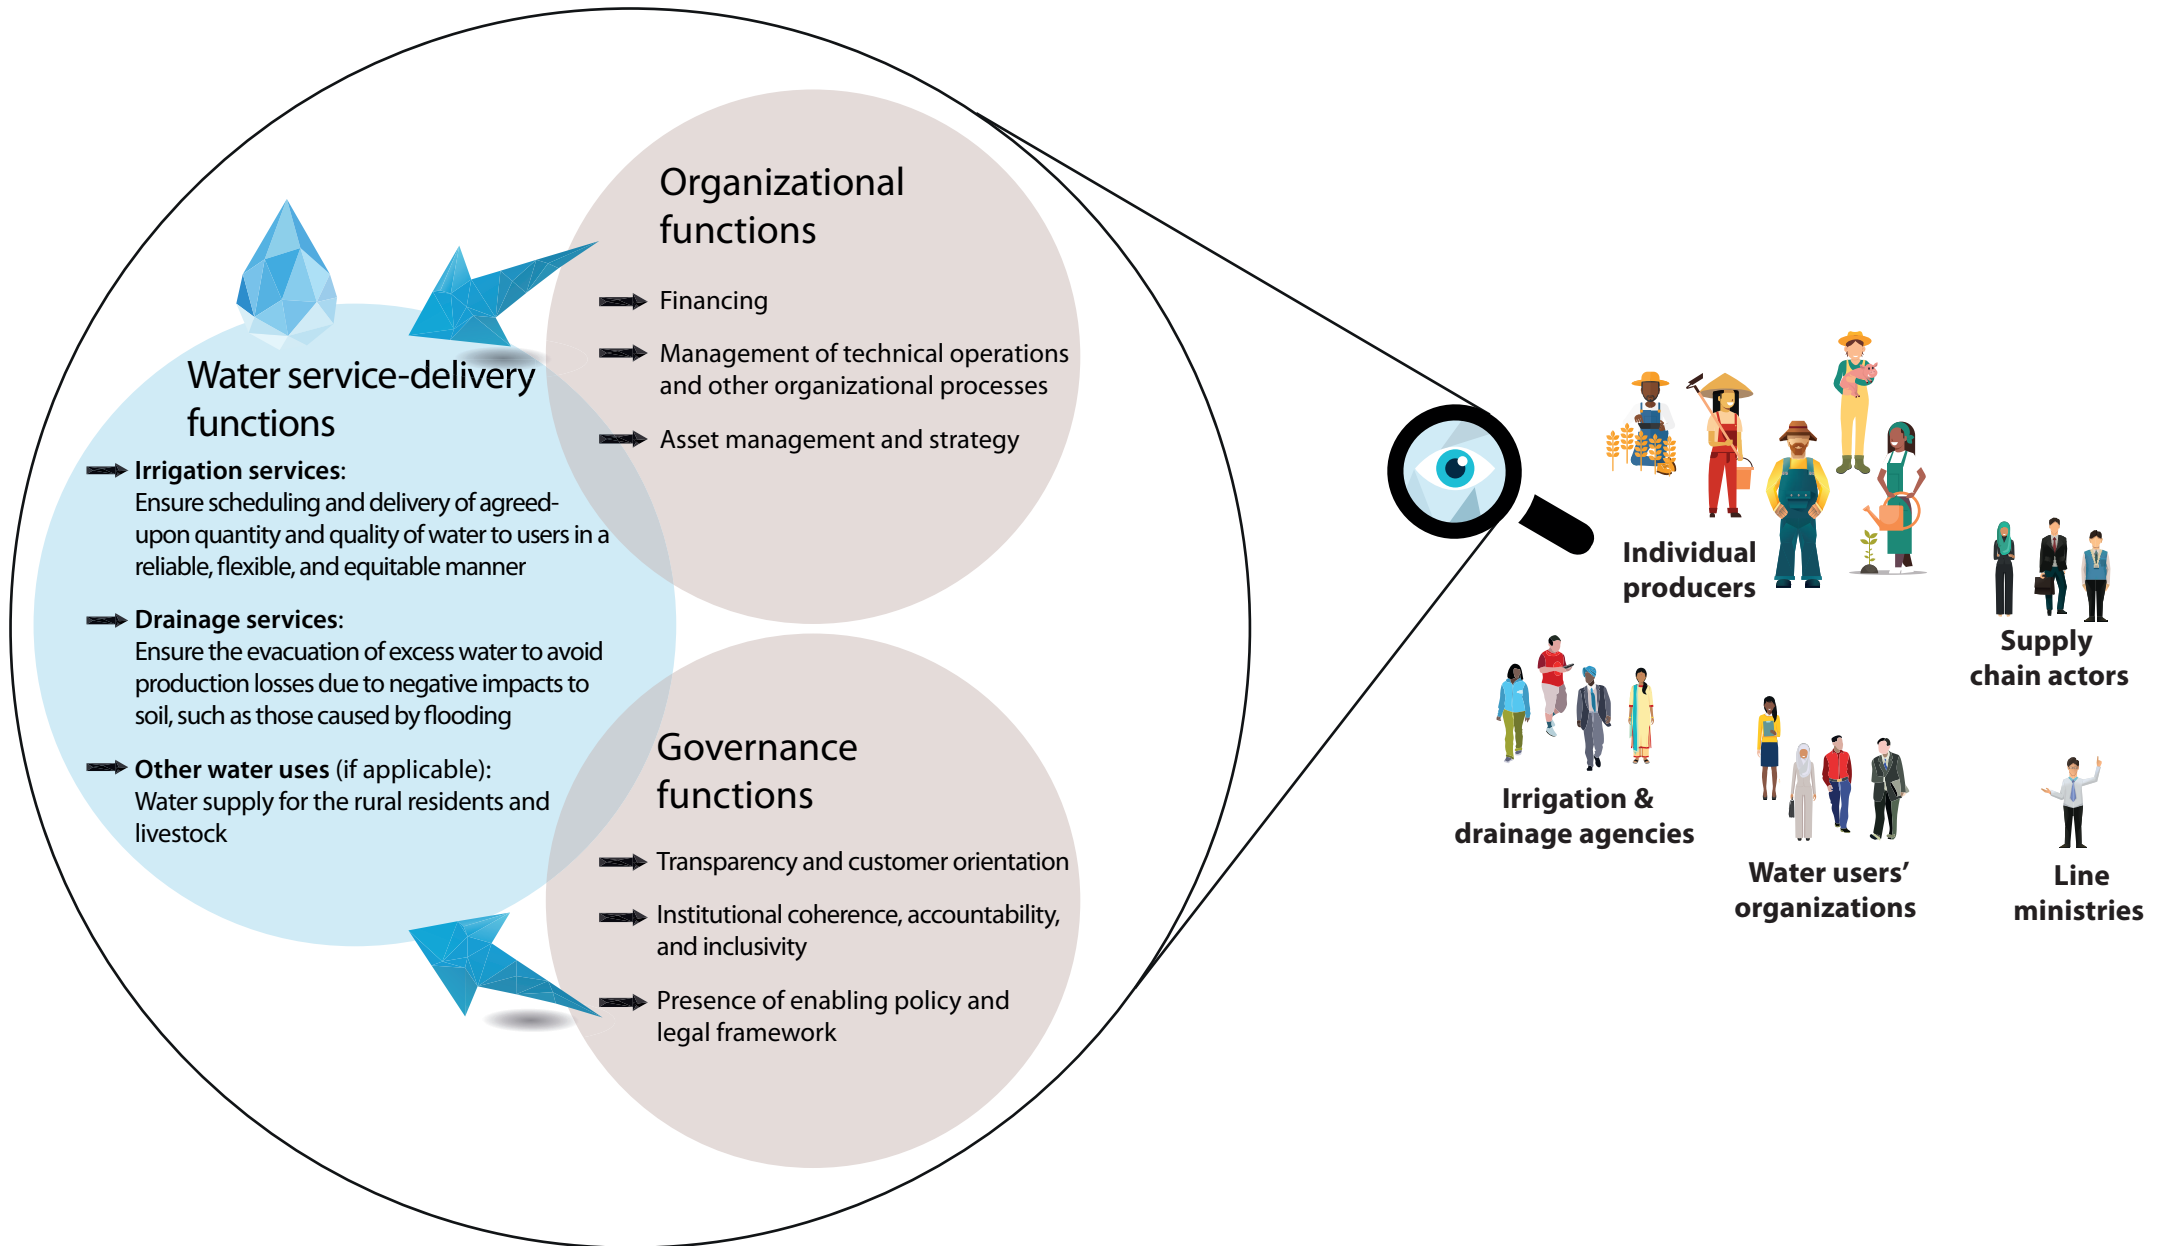 Organizational
functions
Financing
Management of technical operations
and other organizational processes
Asset management and strategy
Water service-delivery
functions
Irrigation services:
Ensure scheduling and delivery of agreed-
upon quantity and quality of water to users in a
reliable, flexible, and equitable manner
Drainage services:
Ensure the evacuation of excess water to avoid
production losses due to negative impacts to
soil, such as those caused by flooding
Other water uses (if applicable):
Water supply for the rural residents and
livestock
Governance
functions
Transparency and customer orientation
Institutional coherence, accountability,
and inclusivity
Presence of enabling policy and
legal framework
Individual
producers
Supply
chain actors
Irrigation &
drainage agencies
Water users’
organizations
Line
ministries